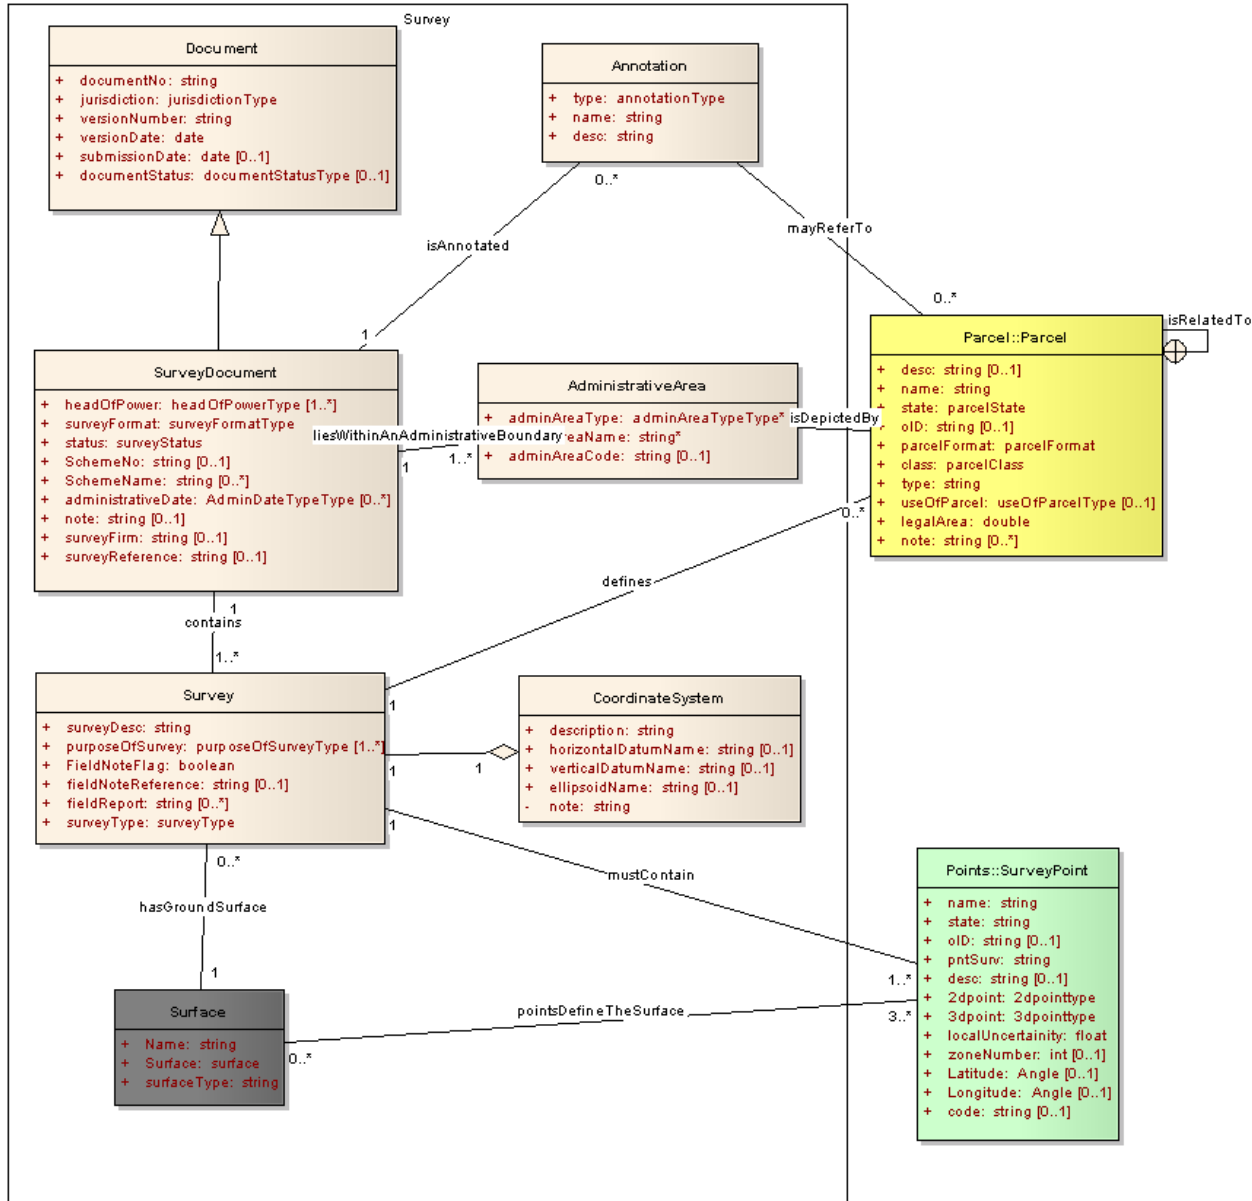 Survey
Document
+ documentNo: string
+ jurisdiction: jurisdictionType
+ versionNumber: string
+ versionDate: date
+ submissionDate: date [0..1]
+ documentStatus: documentStatusType [0..1]
Annotation
+ type: annotationType
+ name: string
+ desc: string
0..*
isAnnotated
1
mayReferTo
0..*
isRelatedTo
Parcel::Parcel
+ desc: string [0..1]
+ name: string
+ state: parcelState
oID: string [0..1]
+ parcelFormat: parcelFormat
+ class: parcelClass
+ type: string
+ useOfParcel: useOfParcelType [0..1]
+ legalArea: double
+ note: string [0..*]
SurveyDocument
+ headOfPower: headOfPowerType [1..*]
+ surveyFormat: surveyFormatType
+ status: surveyStatus
+ SchemeNo: string [0..1]
+ SchemeName: string [0..*]
+ administrativeDate: AdminDateTypeType [0..*]
+ note: string [0..1]
+ surveyFirm: string [0..1]
+ surveyReference: string [0..1]
AdministrativeArea
+ adminAreaType: adminAreaTypeType*
reaName: string*
+ adminAreaCode: string [0..1]
isDepictedBy
liesWithinAnAdministrativeBoundary
1
1..*
0..*
defines
1
1
contains
1..*
Survey
+ surveyDesc: string
+ purposeOfSurvey: purposeOfSurveyType [1..*]
+ FieldNoteFlag: boolean
+ fieldNoteReference: string [0..1]
+ fieldReport: string [0..*]
+ surveyType: surveyType
CoordinateSystem
+ description: string
+ horizontalDatumName: string [0..1]
+ verticalDatumName: string [0..1]
+ ellipsoidName: string [0..1]
- note: string
1
1
1
mustContain
1..*
0..*
hasGroundSurface
1
Surface
+ Name: string
+ Surface: surface
+ surfaceType: string
0..*
pointsDefineTheSurface
3..*
Points::SurveyPoint
+ name: string
+ state: string
+ oID: string [0..1]
+ pntSurv: string
+ desc: string [0..1]
+ 2dpoint: 2dpointtype
+ 3dpoint: 3dpointtype
+ localUncertainity: float
+ zoneNumber: int [0..1]
+ Latitude: Angle [0..1]
+ Longitude: Angle [0..1]
+ code: string [0..1]